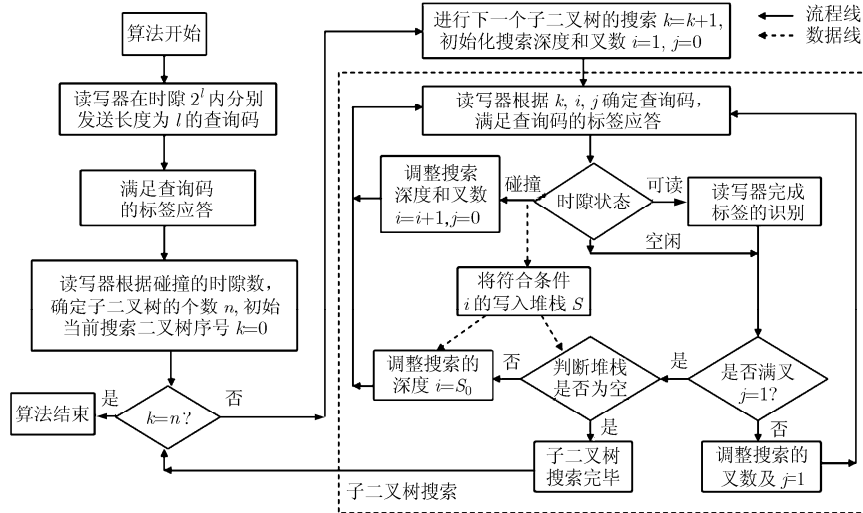 算法开始
读写器在时隙 2^l 内分别
发送长度为 l 的查询码
满足查询码
的标签应答
读写器根据碰撞的时隙数,
确定子二叉树的个数 n, 初始
当前搜索二叉树序号 k=0
k=n?
是
否
算法结束
进行下一个子二叉树的搜索 k=k+1,
初始化搜索深度和叉数 i=1, j=0
流程线
数据线
读写器根据 k, i, j 确定查询码,
满足查询码的标签应答
调整搜索
深度和叉数
i=i+1,j=0
碰撞
时隙状态
可读
读写器完成
标签的识别
空闲
将符合条件
i 的写入堆栈 S
调整搜索的
深度 i=S₀
否
判断堆栈
是否为空
是
是否满叉
j=1?
是
否
子二叉树
搜索完毕
调整搜索的
叉数及 j=1
子二叉树搜索